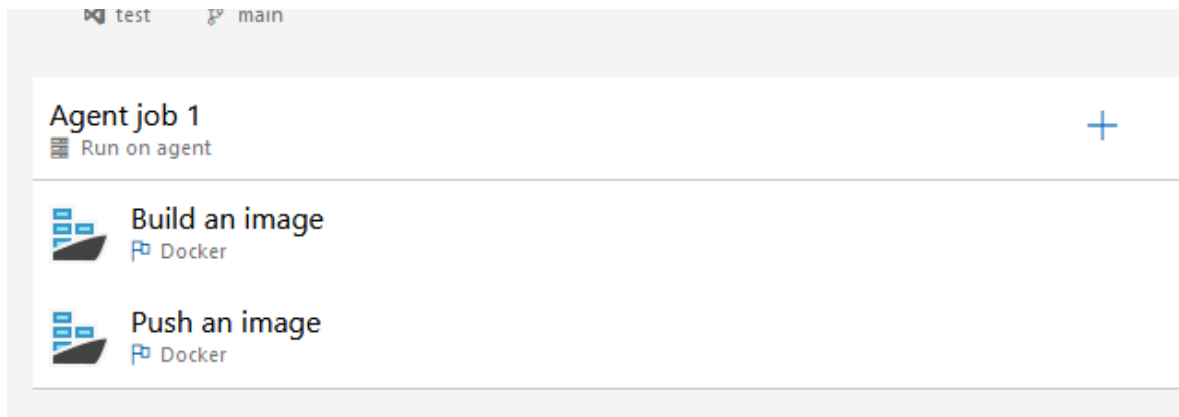 test main
Agent job 1
Run on agent
Build an image
Docker
Push an image
Docker